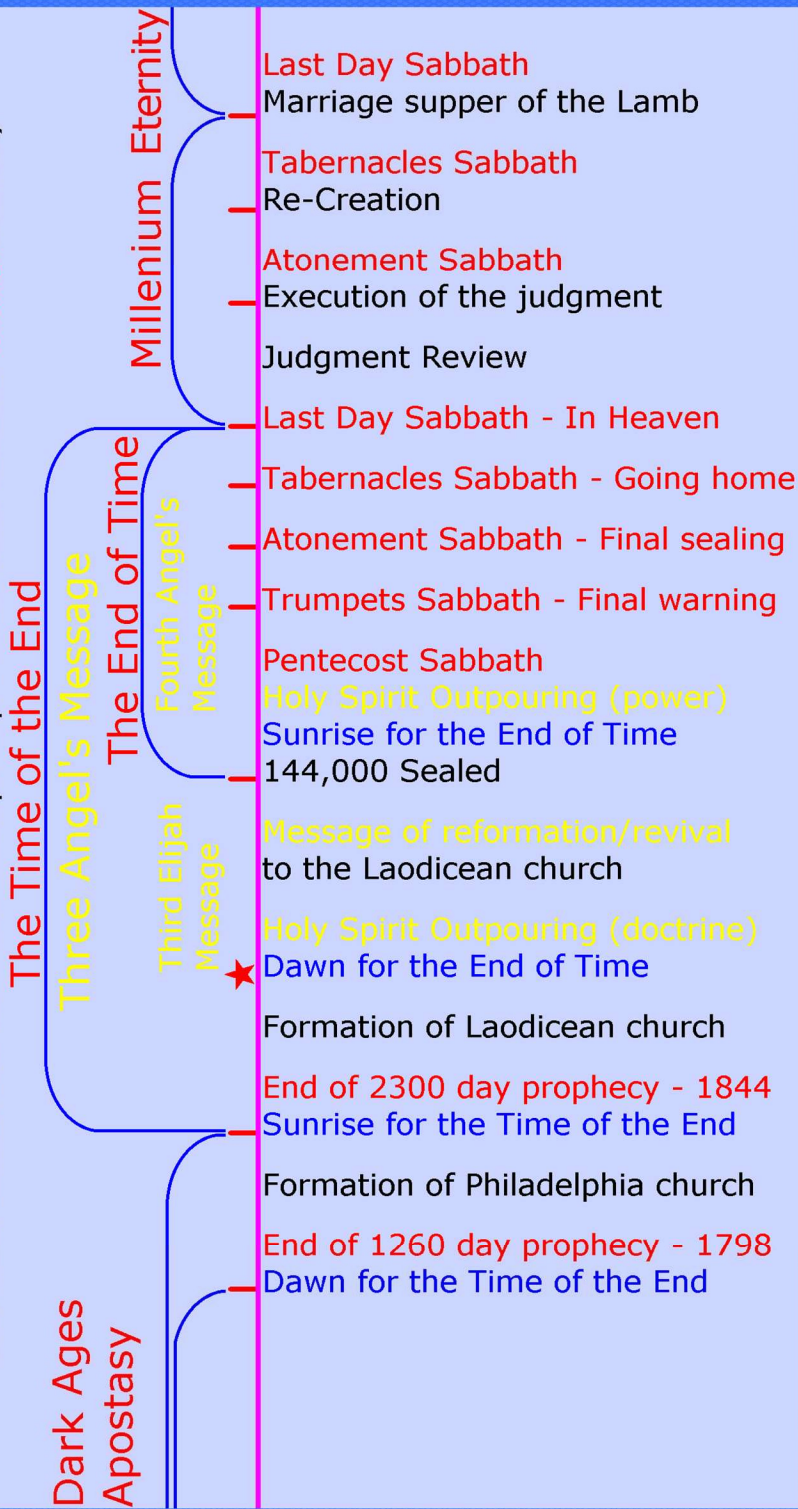 Last Day Sabbath
Marriage supper of the Lamb
Tabernacles Sabbath
Re-Creation
Atonement Sabbath
Execution of the judgment
Judgment Review
Last Day Sabbath - In Heaven
Tabernacles Sabbath - Going home
Atonement Sabbath - Final sealing
Trumpets Sabbath - Final warning
Pentecost Sabbath
Holy Spirit Outpouring (power)
Sunrise for the End of Time
144,000 Sealed
Message of reformation/revival
to the Laodicean church
Holy Spirit Outpouring (doctrine)
Dawn for the End of Time
Formation of Laodicean church
End of 2300 day prophecy - 1844
Sunrise for the Time of the End
Formation of Philadelphia church
End of 1260 day prophecy - 1798
Dawn for the Time of the End
Eternity
Millenium
The Time of the End
Three Angel's Message
The End of Time
Fourth Angel's
Message
Third Elijah
Message
Dark Ages
Apostasy